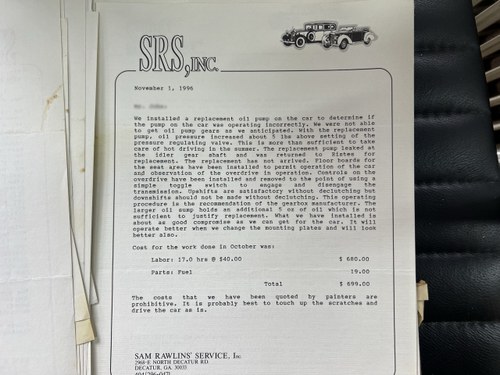 SRS, INC.
November 1, 1996
We installed a replacement oil pump on the car to determine if
the pump on the car was operating incorrectly. We were not able
to get oil pump gears as we anticipated. With the replacement
pump, oil pressure increased about 5 lbs above setting of the
pressure regulating valve. This is more than sufficient to take
care of hot driving in the summer. The replacement pump leaked at
the idler gear shaft and was returned to Ristes for
replacement. The replacement has not arrived. Floor boards for
the seat area have been installed to permit operation of the car
and observation of the overdrive in operation. Controls on the
overdrive have been installed and removed to the point of using a
simple toggle switch to engage and disengage the
transmission. Upshifts are satisfactory without declutching but
downshifts should not be made without declutching. This operating
procedure is the recommendation of the gearbox manufacturer. The
larger oil sump holds an additional 5 oz of oil which is not
sufficient to justify replacement. What we have installed is
about as good compromise as we can get for the car. It will
operate better when we change the mounting plates and will look
better also.
Cost for the work done in October was:
Labor: 17.0 hrs @ $40.00 $ 680.00
Parts: Fuel 19.00
Total $ 699.00
The costs that we have been quoted by painters are
prohibitive. It is probably best to touch up the scratches and
drive the car as is.
SAM RAWLINS' SERVICE, Inc
2968 E NORTH DECATUR RD.
DECATUR, GA. 30033